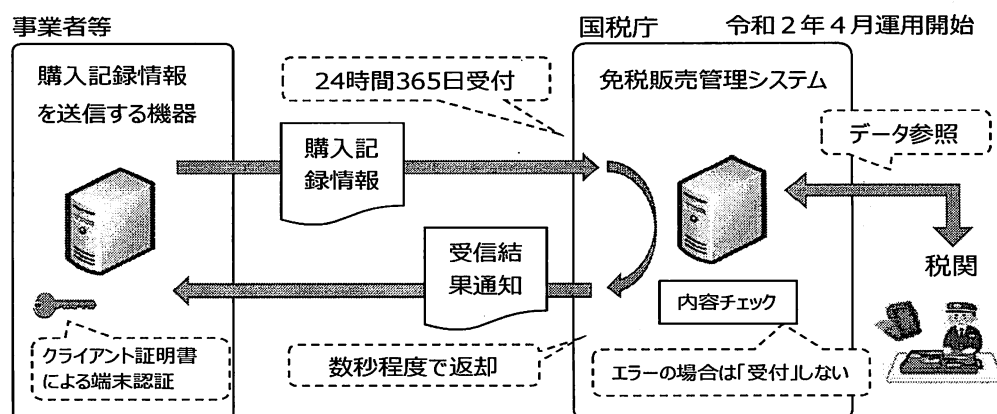 事業者等
国税庁 令和2年4月運用開始
購入記録情報
を送信する機器
24時間365日受付
免税販売管理システム
データ参照
購入記
録情報
受信結
果通知
税関
内容チェック
クライアント証明書
による端末認証
数秒程度で返却
エラーの場合は「受付」しない